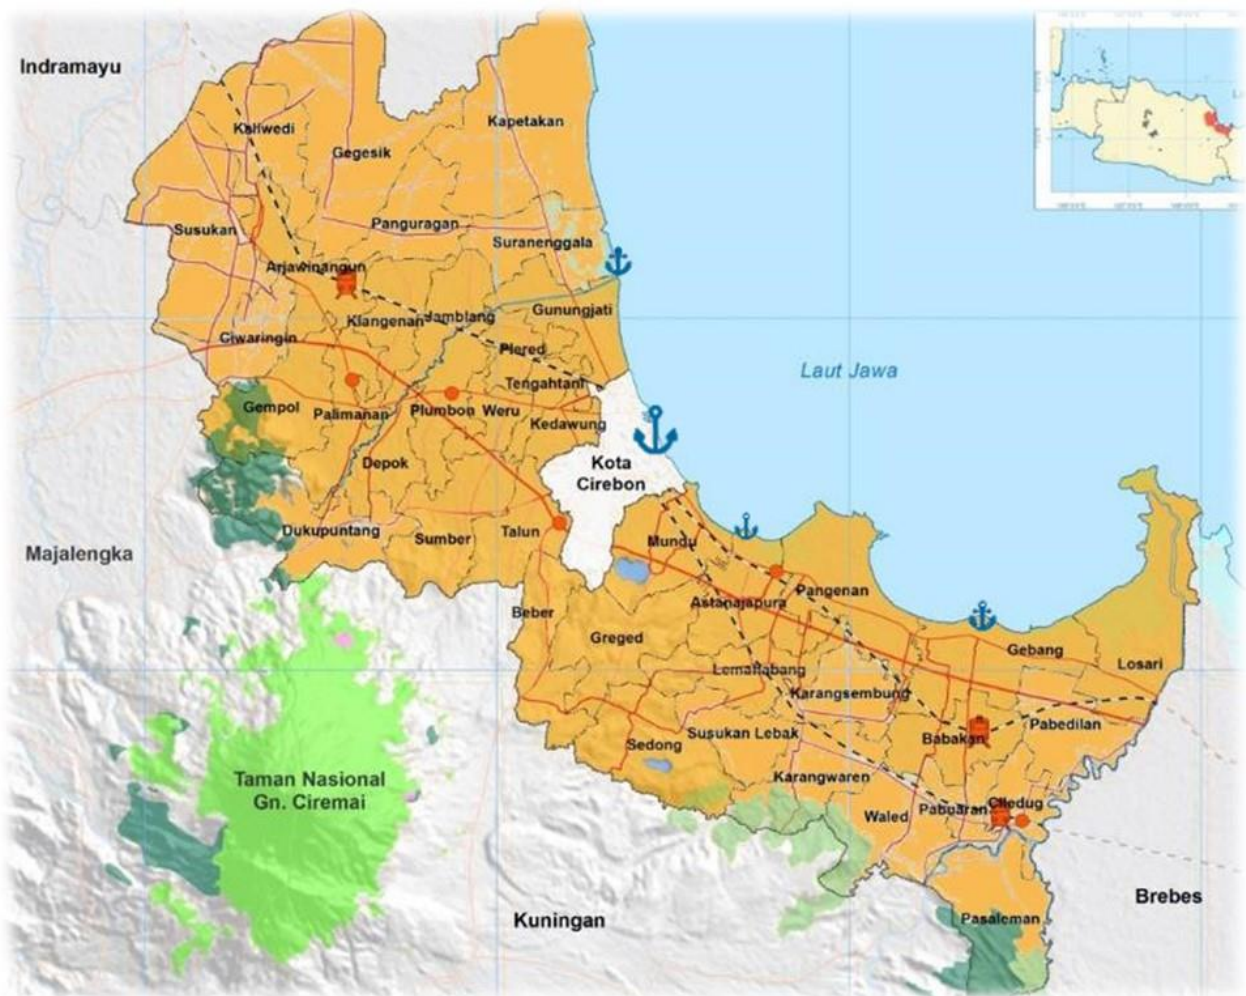 Indramayu
Kaliwedi
Kapetakan
Gegesik
Susukan
Panguragan
Suranenggala
Arjawinangun
Gunungjati
Klangenan
Jamblang
Ciwaringin
Plered
Laut Jawa
Tengahtani
Gempol
Palimanan
Plumbon
Weru
Kedawung
Depok
Kota
Cirebon
Dukupuntang
Sumber
Talun
Mundu
Majalengka
Pangenan
Astanajapura
Beber
Greged
Gebang
Losari
Lemahabang
Karangsembung
Susukan Lebak
Sedong
Babakan
Pabedilan
Taman Nasional
Gn. Ciremai
Karangwaren
Waled
Pabuaran
Ciledug
Brebes
Kuningan
Pasaleman